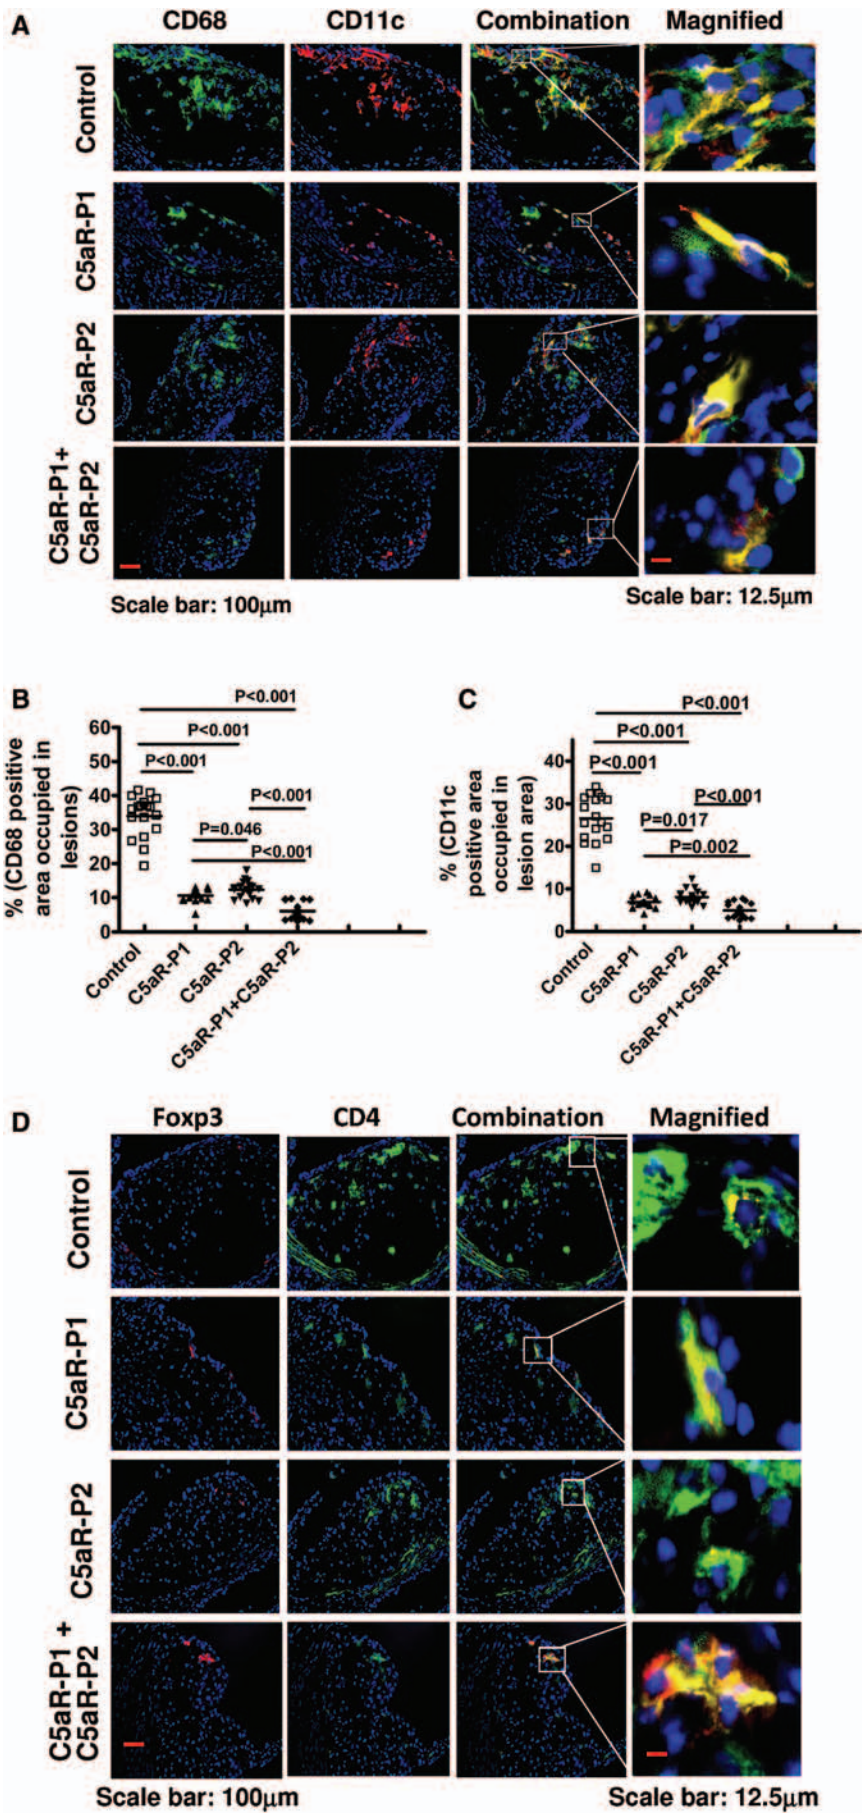 A
CD68 CD11c Combination Magnified
Control
C5aR-P1
C5aR-P2
C5aR-P1+
C5aR-P2
Scale bar: 100µm Scale bar: 12.5µm
B
P<0.001
P<0.001
P<0.001
P<0.001
P=0.046
P<0.001
% (CD68 positive
area occupied in
lesions)
60
40
30
20
10
0
Control
C5aR-P1
C5aR-P2
C5aR-P1+C5aR-P2
C
P<0.001
P<0.001
P<0.001
P<0.001
P=0.017
P=0.002
% (CD11c
positive area
occupied in
lesion area)
40
30
20
10
0
Control
C5aR-P1
C5aR-P2
C5aR-P1+C5aR-P2
D
Foxp3 CD4 Combination Magnified
Control
C5aR-P1
C5aR-P2
C5aR-P1 +
C5aR-P2
Scale bar: 100µm Scale bar: 12.5µm